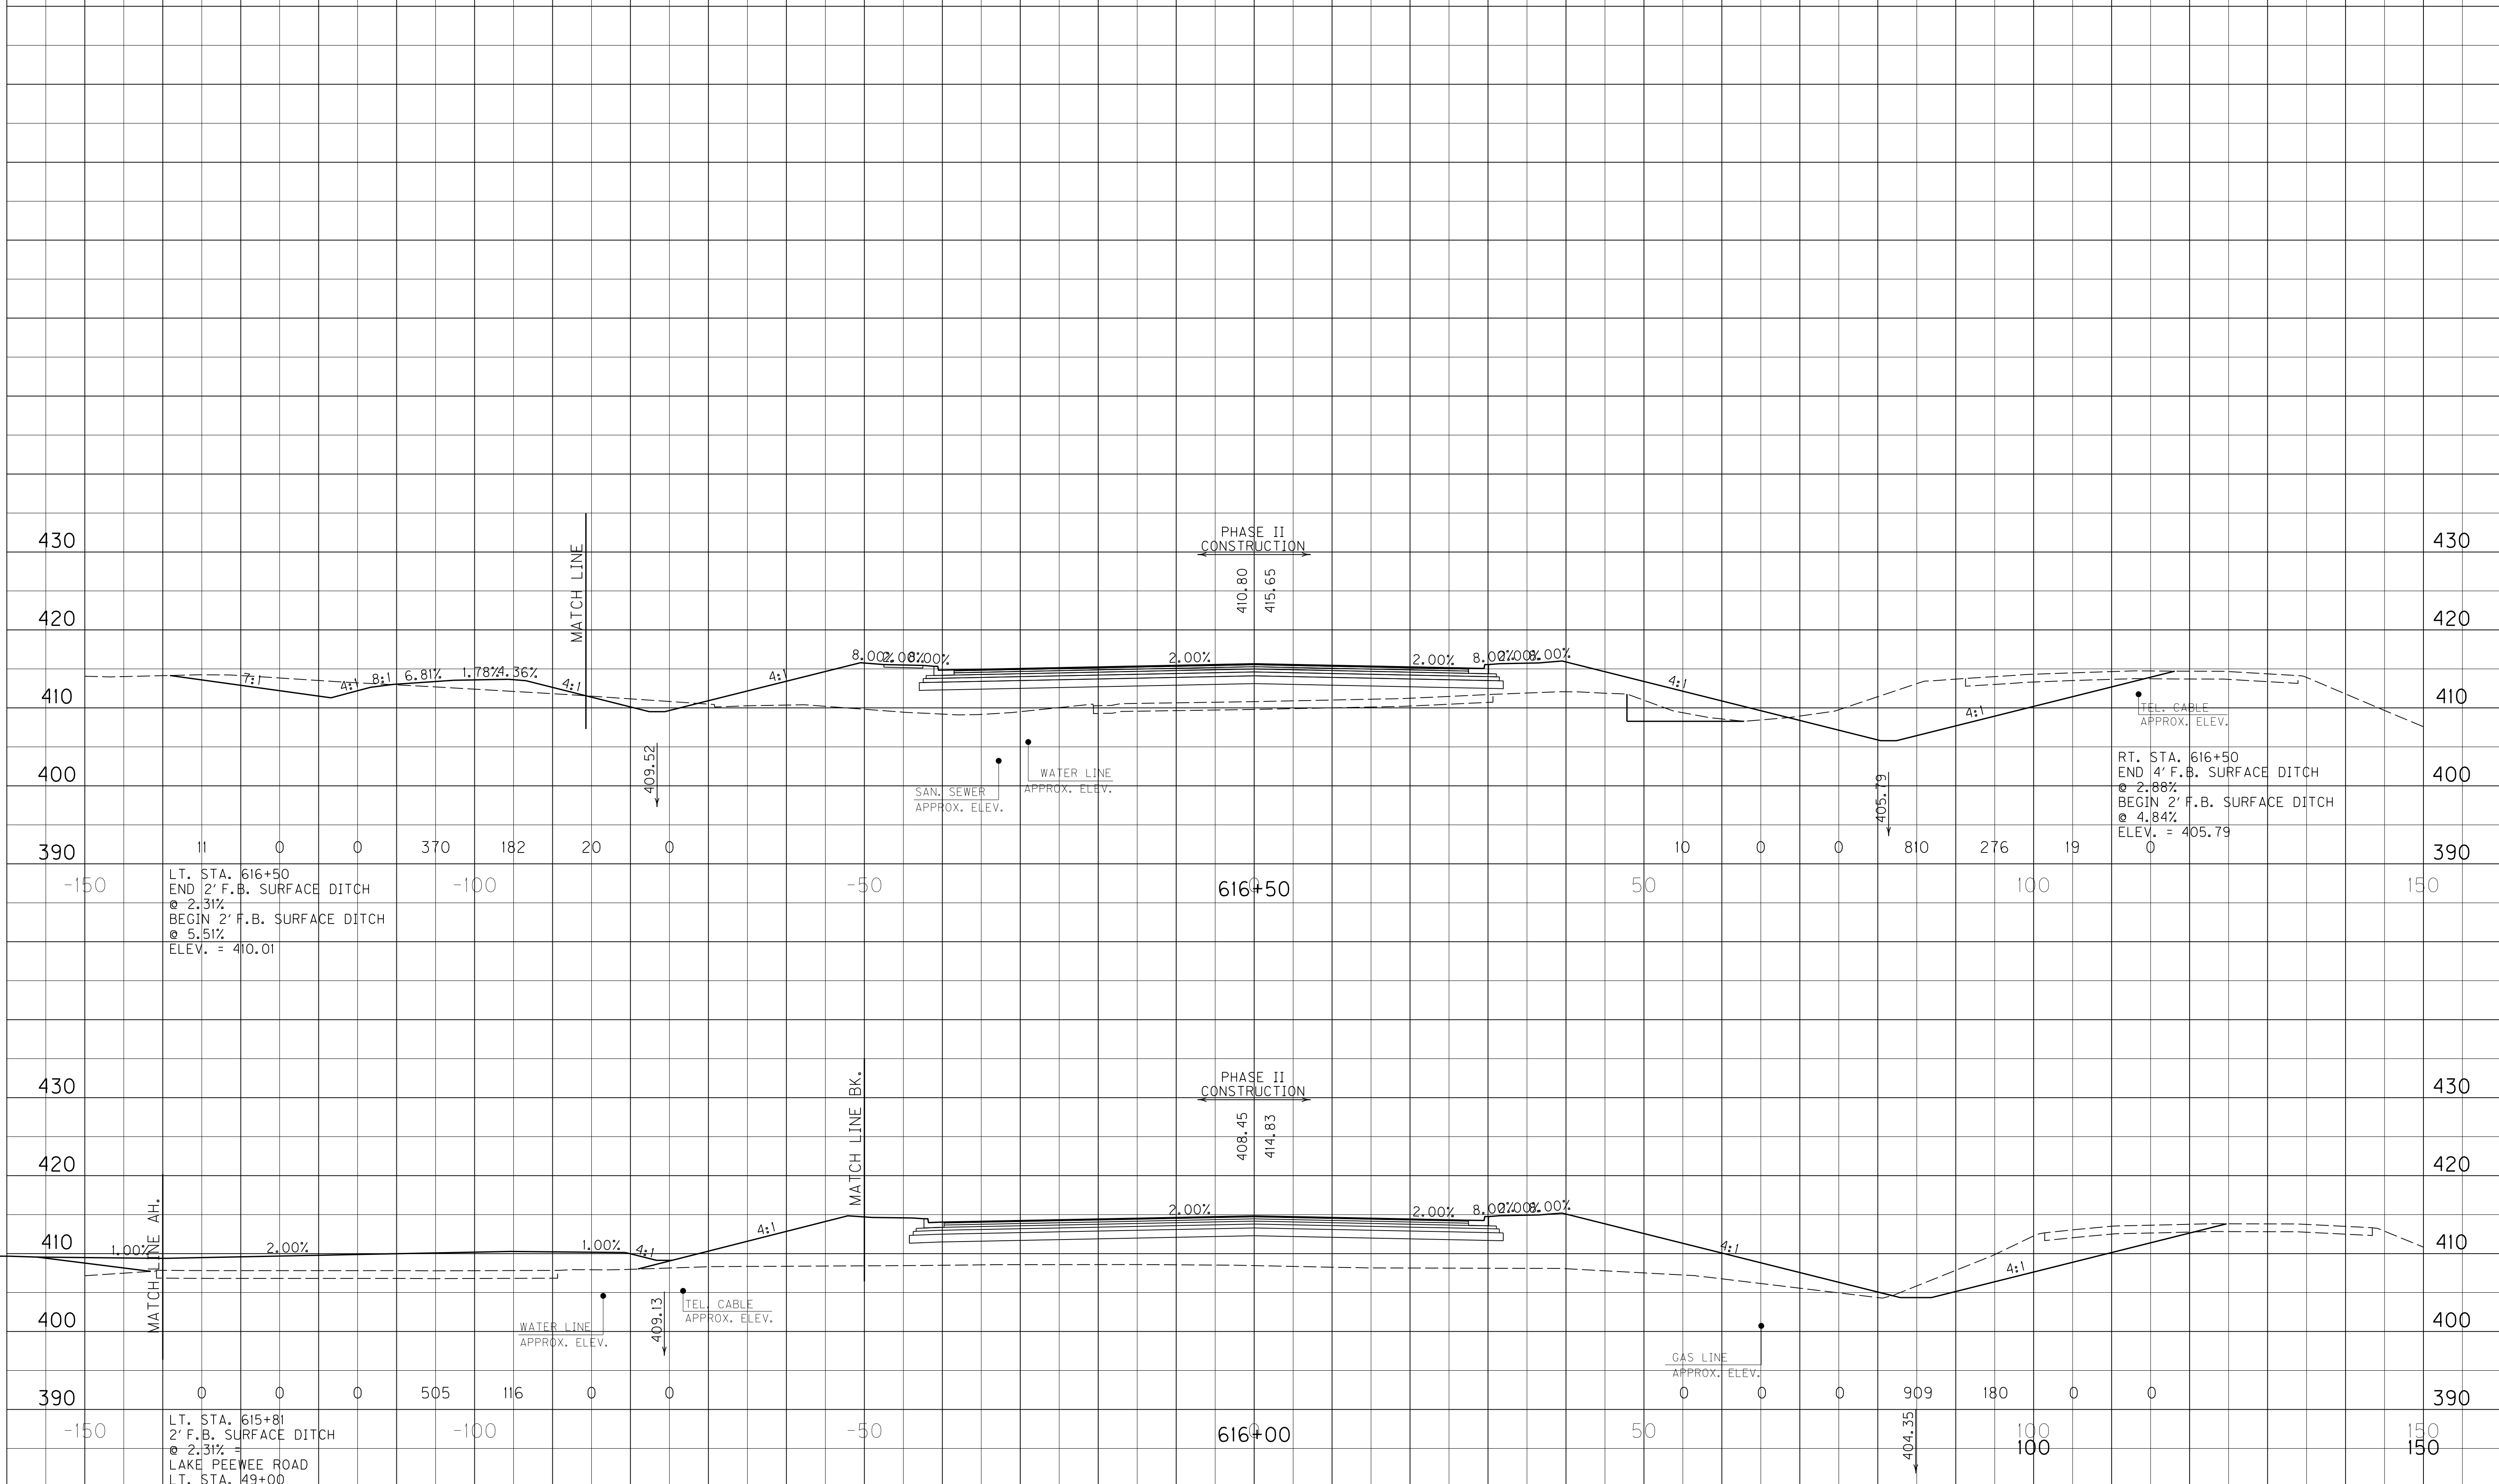 430
MATCH LINE
PHASE II
CONSTRUCTION
430
410.80
415.65
420
420
8.00%
2.00%
8.00%
2.00%
2.00%
8.00%
2.00%
8.00%
7:1
4:1
8:1
6.81%
1.78%
4.36%
4:1
4:1
4:1
4:1
410
410
TEL. CABLE
APPROX. ELEV.
409.52
WATER LINE
APPROX. ELEV.
SAN. SEWER
APPROX. ELEV.
405.79
400
400
RT. STA. 616+50
END 4' F.B. SURFACE DITCH
@ 2.88%
BEGIN 2' F.B. SURFACE DITCH
@ 4.84%
ELEV. = 405.79
390
11 0 0 370 182 20 0
10 0 0 810 276 19 0
390
-150 -100 -50 0 50 100 150
616+50
LT. STA. 616+50
END 2' F.B. SURFACE DITCH
@ 2.31%
BEGIN 2' F.B. SURFACE DITCH
@ 5.51%
ELEV. = 410.01
430
MATCH LINE BK.
PHASE II
CONSTRUCTION
430
408.45
414.83
420
420
MATCH LINE AH.
2.00%
2.00%
8.00%
2.00%
8.00%
410
1.00%
2.00%
1.00%
4:1
4:1
4:1
4:1
410
TEL. CABLE
APPROX. ELEV.
409.13
WATER LINE
APPROX. ELEV.
400
400
GAS LINE
APPROX. ELEV.
390
0 0 0 505 116 0 0
0 0 0 909 180 0 0
390
-150 -100 -50 0 50 100 150
616+00
100
150
404.35
LT. STA. 615+81
2' F.B. SURFACE DITCH
@ 2.31% =
LAKE PEEWEE ROAD
LT. STA. 49+00